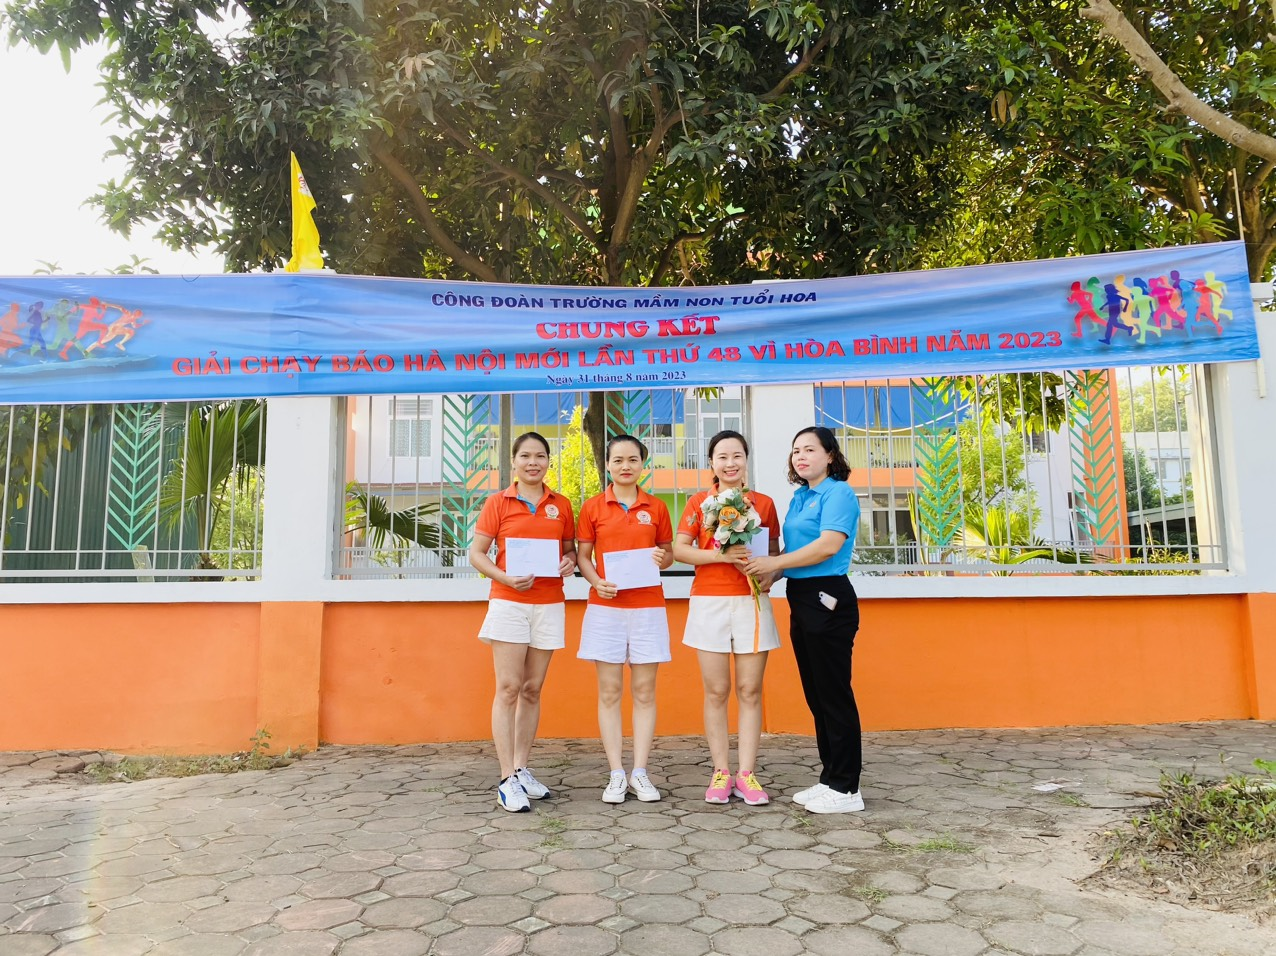 CÔNG ĐOÀN TRƯỜNG MẦM NON TUỔI HOA
CHUNG KẾT
GIẢI CHẠY BÁO HÀ NỘI MỚI LẦN THỨ 48 VÌ HÒA BÌNH NĂM 2023
Ngày 31 tháng 8 năm 2023